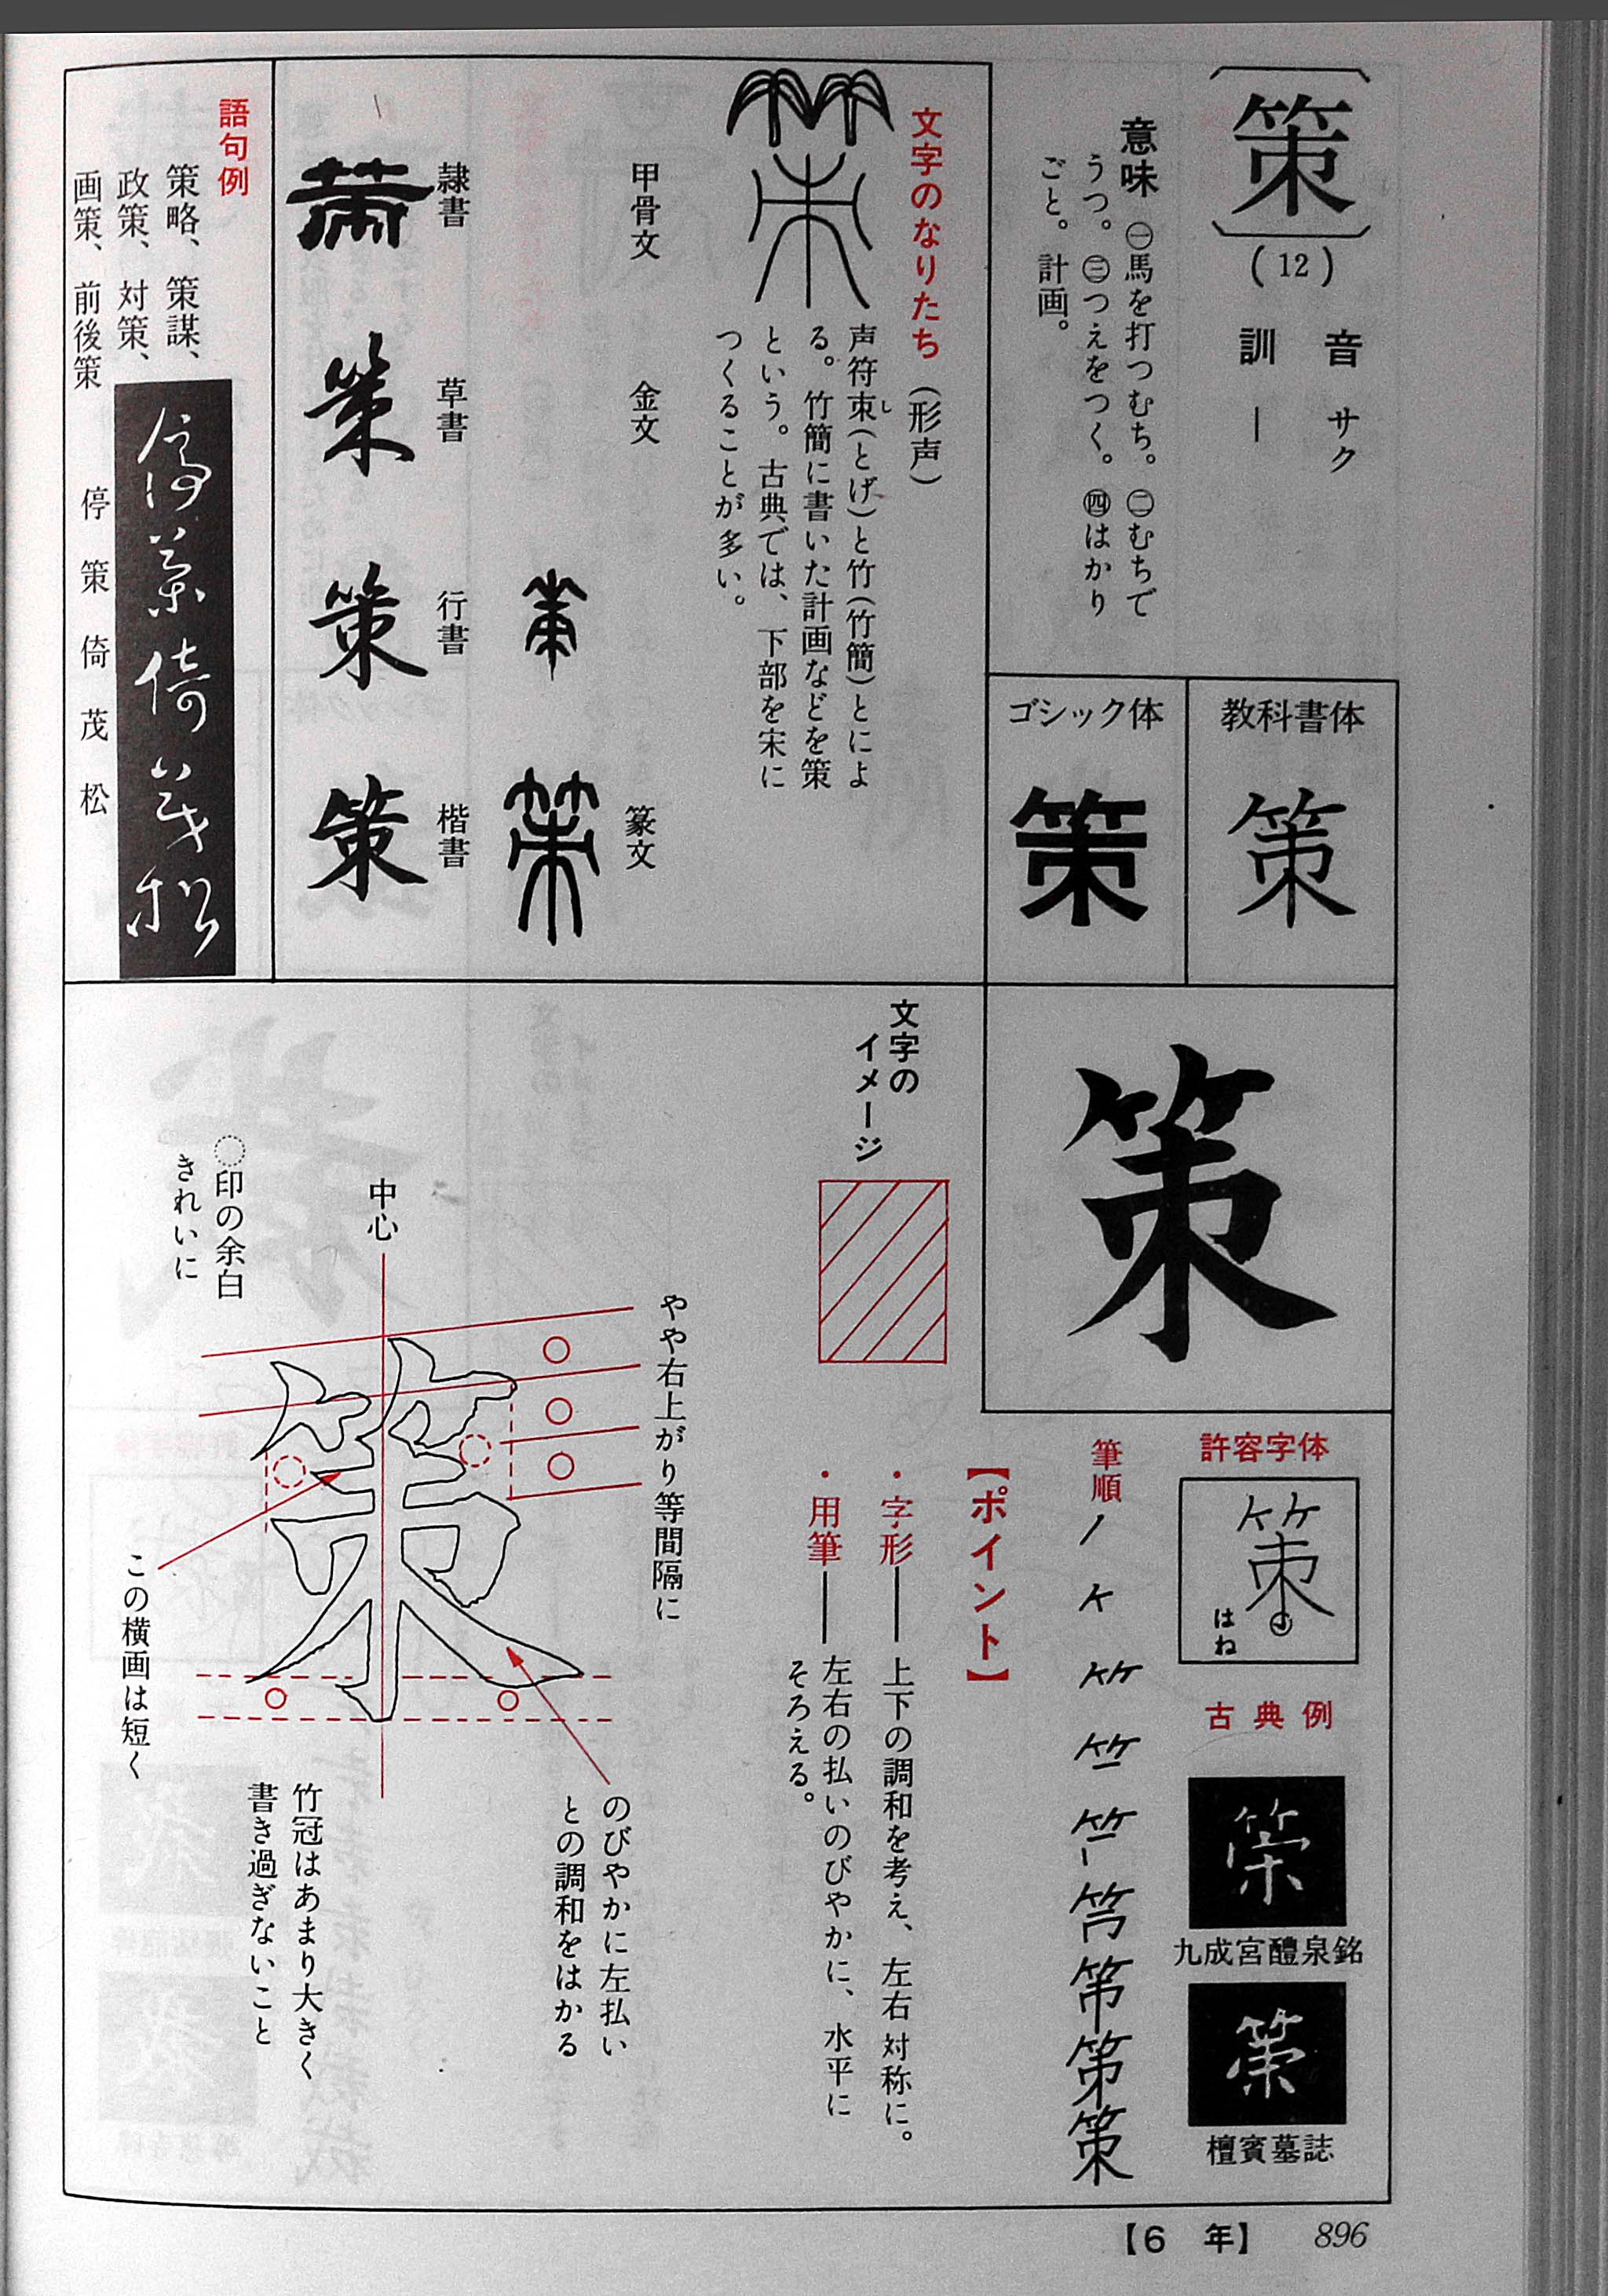 〔策〕
(12)
音 サク
訓 ―
意味 ㊀馬を打つむち。㊁むちで
うつ。㊂つえをつく。㊃はかり
ごと。計画。
教科書体
策
ゴシック体
策
文字のなりたち (形声)
声符朿(とげ)と竹(竹簡)とによ
し
る。竹簡に書いた計画などを策
という。古典では、下部を宋に
つくることが多い。
甲骨文
金文
篆文
隷書
草書
行書
楷書
策
策
策
策
語句例
策略、策謀、
政策、対策、
画策、前後策
停策倚茂松
停策倚茂松
策
許容字体
策
はね
古典例
九成宮醴泉銘
檀賓墓誌
筆順
策
文字の
イメージ
【ポイント】
・字形―上下の調和を考え、左右対称に。
・用筆―左右の払いのびやかに、水平に
そろえる。
やや右上がり等間隔に
中心
◌印の余白
きれいに
この横画は短く
のびやかに左払い
との調和をはかる
竹冠はあまり大きく
書き過ぎないこと
【6年】 896